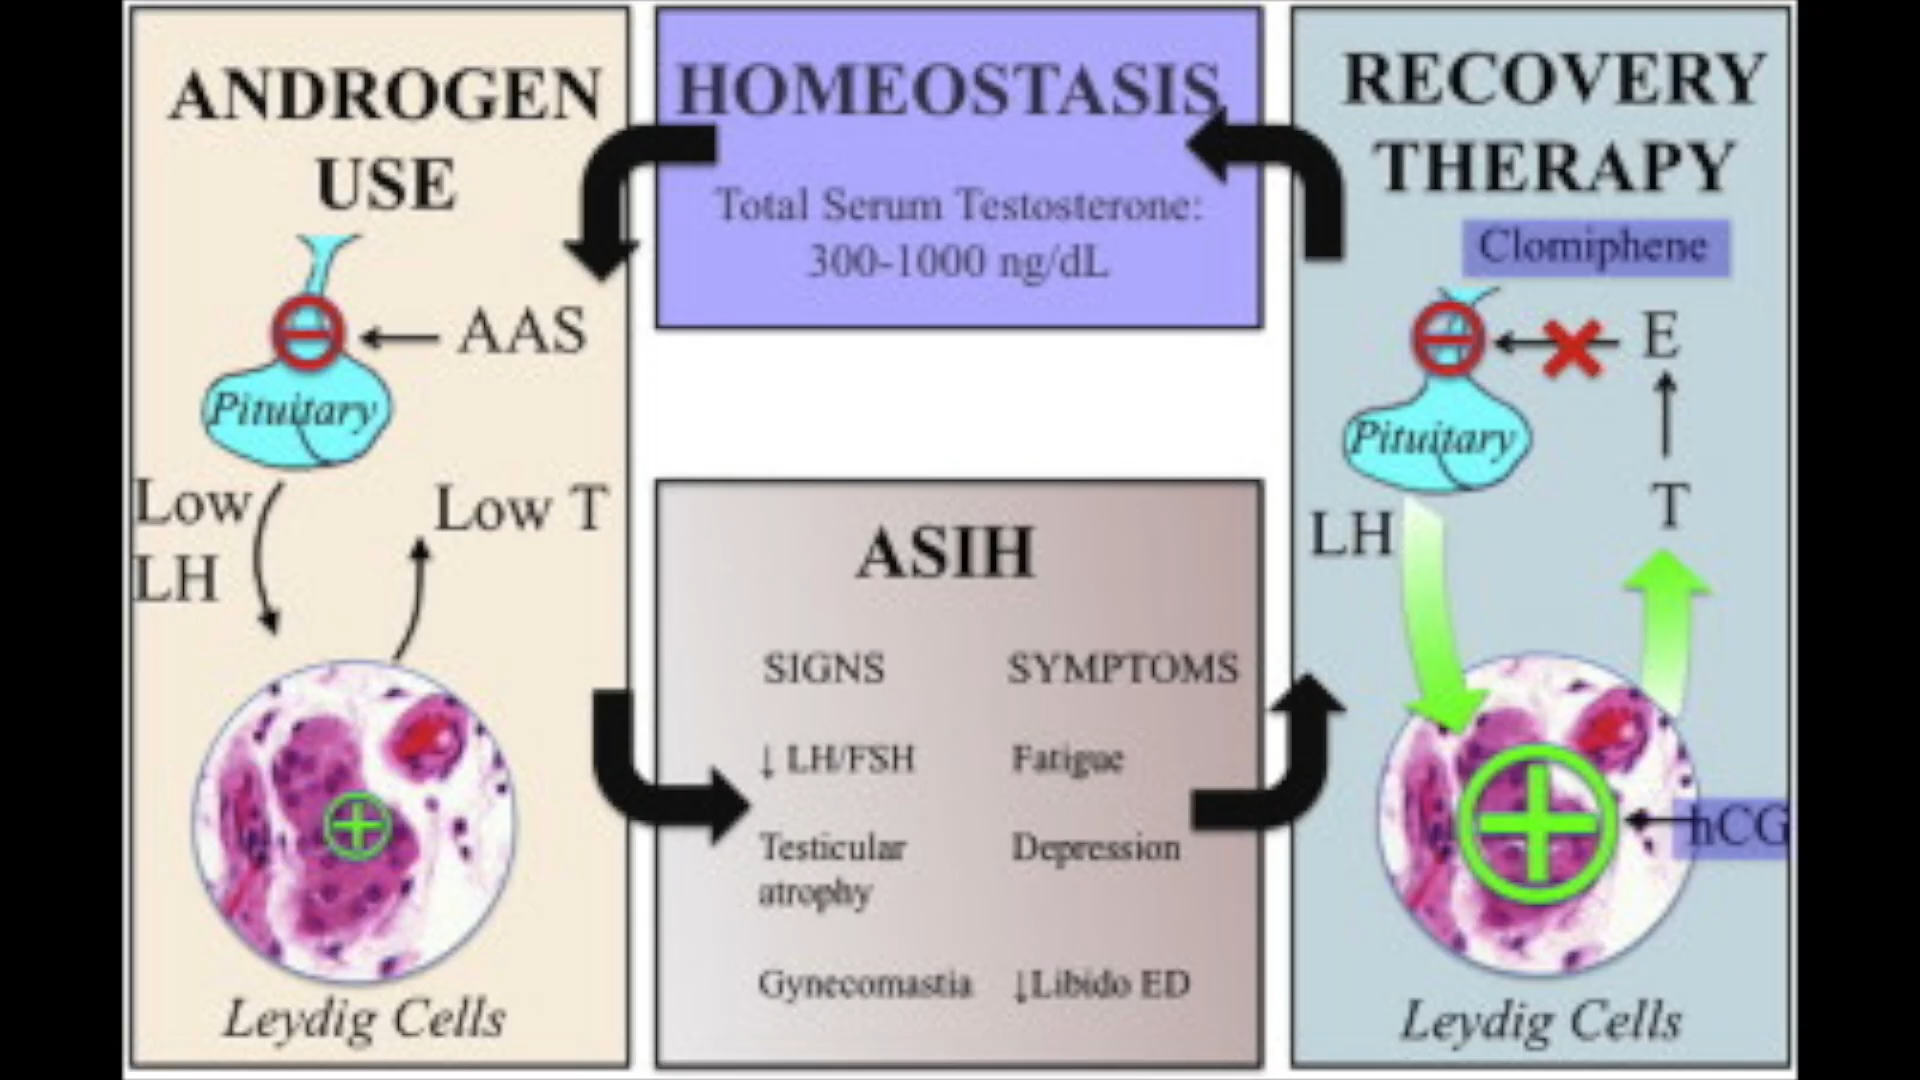 ANDROGEN
USE
AAS
Pituitary
Low
LH
Low T
Leydig Cells
HOMEOSTASIS
Total Serum Testosterone:
300-1000 ng/dL
ASIH
SIGNS
SYMPTOMS
↓ LH/FSH
Fatigue
Testicular
atrophy
Depression
Gynecomastia
↓Libido ED
RECOVERY
THERAPY
Clomiphene
E
Pituitary
T
LH
hCG
Leydig Cells